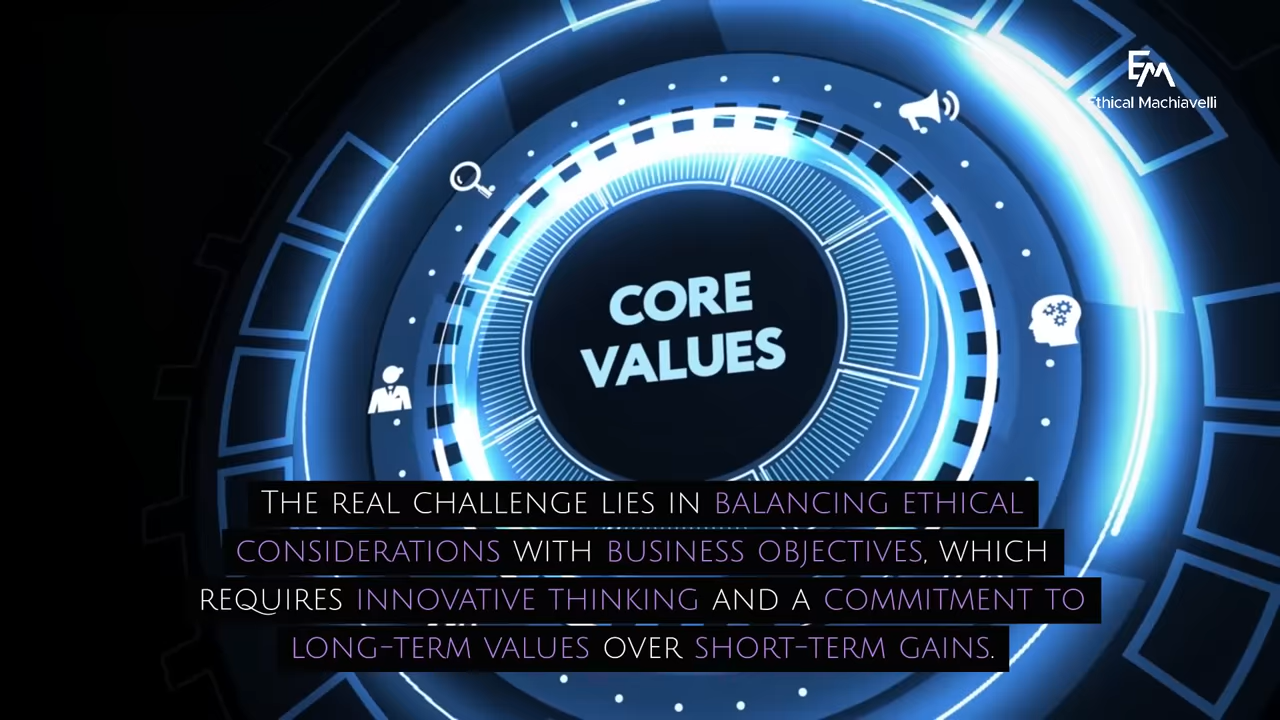 EM
Ethical Machiavelli
CORE
VALUES
The real challenge lies in balancing ethical
considerations with business objectives, which
requires innovative thinking and a commitment to
long-term values over short-term gains.